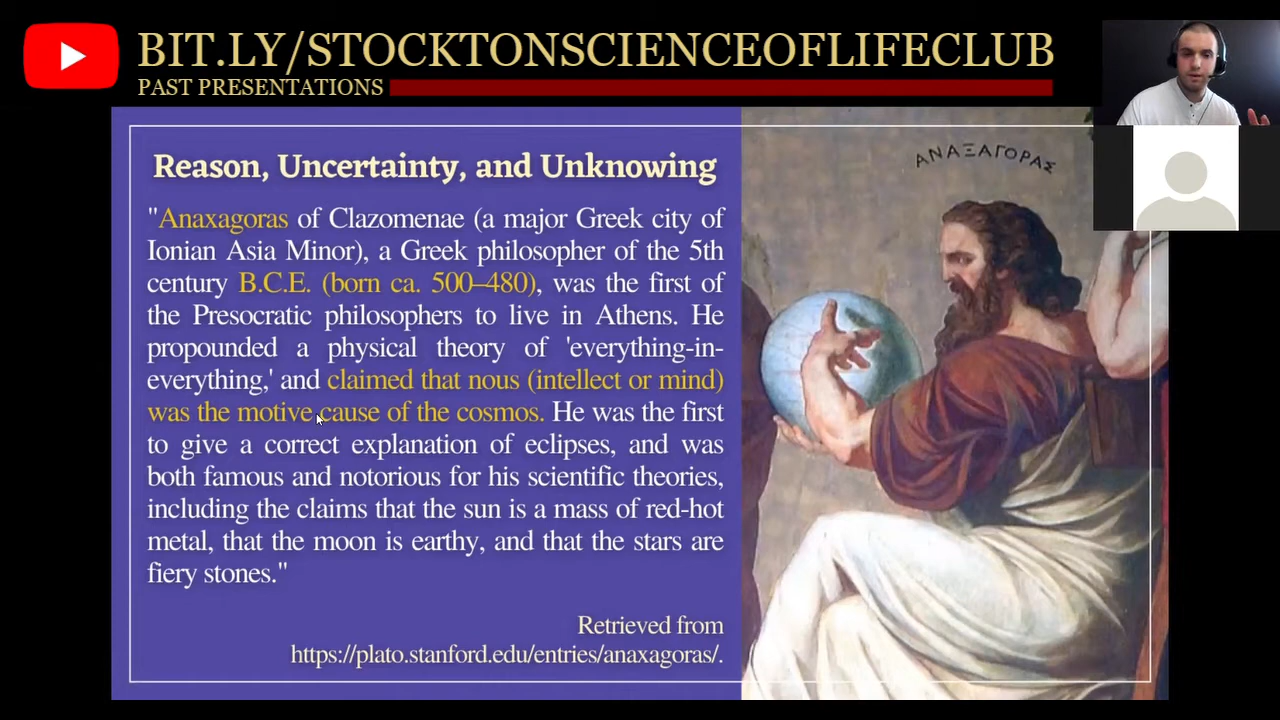 BIT.LY/STOCKTONSCIENCEOFLIFECLUB
PAST PRESENTATIONS
Reason, Uncertainty, and Unknowing
"Anaxagoras of Clazomenae (a major Greek city of
Ionian Asia Minor), a Greek philosopher of the 5th
century B.C.E. (born ca. 500–480), was the first of
the Presocratic philosophers to live in Athens. He
propounded a physical theory of 'everything-in-
everything,' and claimed that nous (intellect or mind)
was the motive cause of the cosmos. He was the first
to give a correct explanation of eclipses, and was
both famous and notorious for his scientific theories,
including the claims that the sun is a mass of red-hot
metal, that the moon is earthy, and that the stars are
fiery stones."
Retrieved from
https://plato.stanford.edu/entries/anaxagoras/.
ΑΝΑΞΑΓΟΡΑΣ